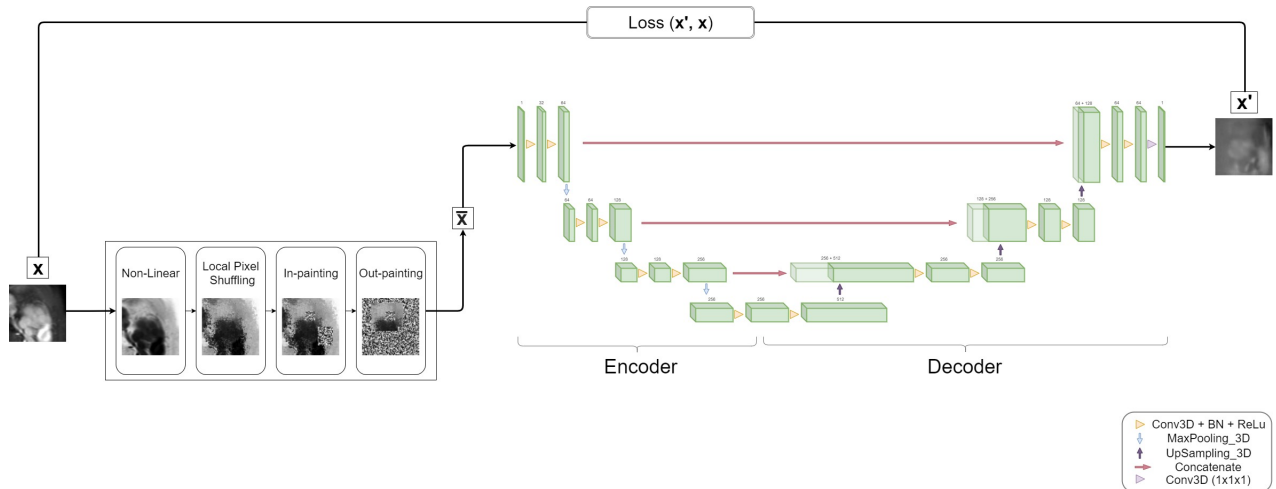 Loss (x', x)
x'
x
x̅
Non-Linear
Local Pixel
Shuffling
In-painting
Out-painting
1
32
64
64 + 128
64
64
1
64
64
128
128 + 256
128
128
128
128
256
256 + 512
256
256
256
256
512
Encoder
Decoder
Conv3D + BN + ReLu
MaxPooling_3D
UpSampling_3D
Concatenate
Conv3D (1x1x1)